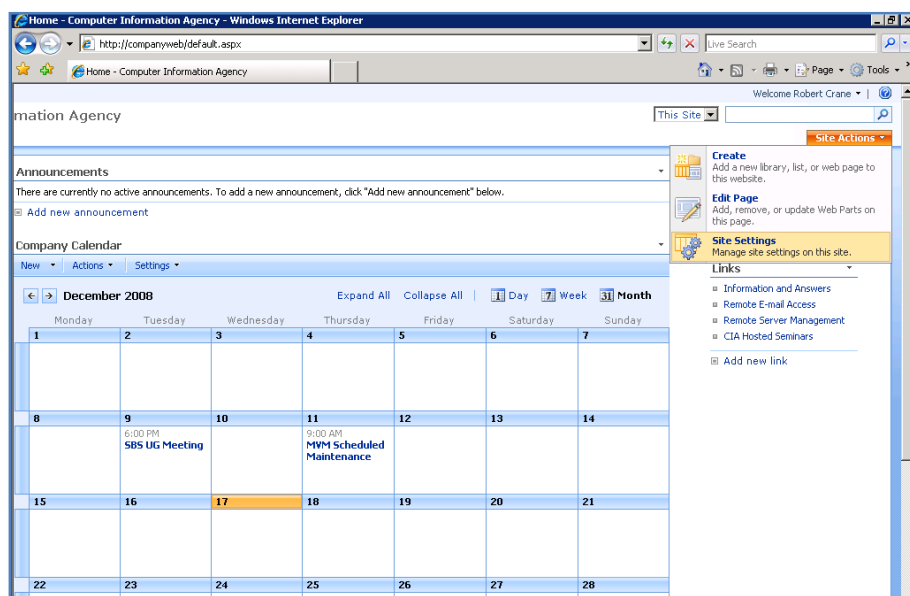 Home - Computer Information Agency - Windows Internet Explorer
http://companyweb/default.aspx
Live Search
Home - Computer Information Agency
Page
Tools
Welcome Robert Crane
mation Agency
This Site
Site Actions
Create
Add a new library, list, or web page to
this website.
Edit Page
Add, remove, or update Web Parts on
this page.
Site Settings
Manage site settings on this site.
Announcements
There are currently no active announcements. To add a new announcement, click "Add new announcement" below.
Add new announcement
Company Calendar
New Actions Settings
December 2008
Expand All Collapse All | 1 Day 7 Week 31 Month
Monday Tuesday Wednesday Thursday Friday Saturday Sunday
1 2 3 4 5 6 7
8 9 10 11 12 13 14
6:00 PM
SBS UG Meeting
9:00 AM
MVM Scheduled
Maintenance
15 16 17 18 19 20 21
22 23 24 25 26 27 28
Links
Information and Answers
Remote E-mail Access
Remote Server Management
CIA Hosted Seminars
Add new link